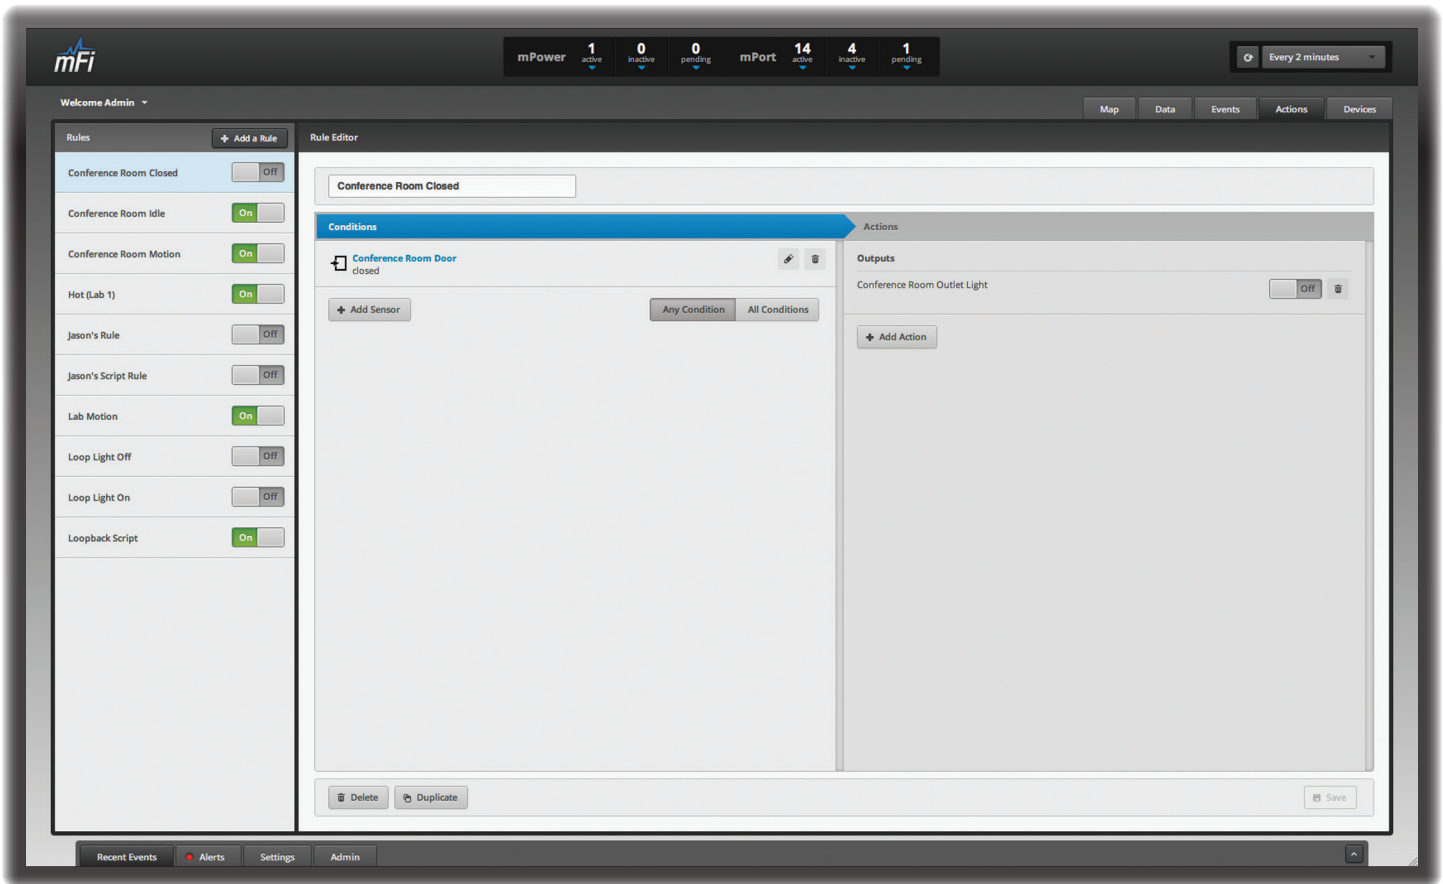 mFi
mPower 1 active 0 inactive 0 pending mPort 14 active 4 inactive 1 pending
Every 2 minutes
Welcome Admin
Map Data Events Actions Devices
Rules Add a Rule
Rule Editor
Conference Room Closed Off
Conference Room Idle On
Conference Room Motion On
Hot (Lab 1) On
Jason's Rule Off
Jason's Script Rule Off
Lab Motion On
Loop Light Off Off
Loop Light On Off
Loopback Script On
Conference Room Closed
Conditions
Conference Room Door
closed
Add Sensor Any Condition All Conditions
Actions
Outputs
Conference Room Outlet Light Off
Add Action
Delete Duplicate Save
Recent Events Alerts Settings Admin